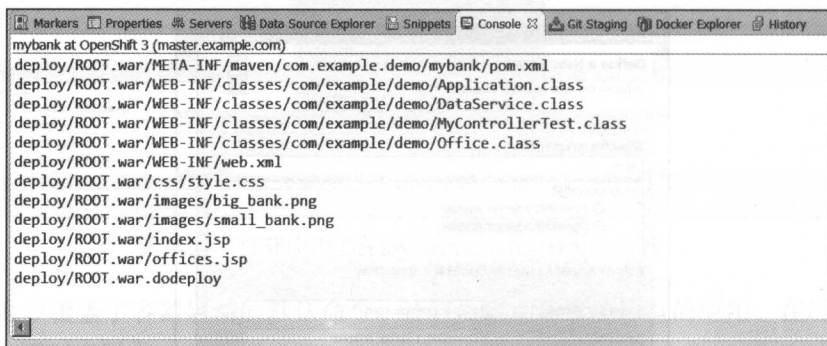 Markers Properties Servers Data Source Explorer Snippets Console Git Staging Docker Explorer History
mybank at OpenShift 3 (master.example.com)
deploy/ROOT.war/META-INF/maven/com.example.demo/mybank/pom.xml
deploy/ROOT.war/WEB-INF/classes/com/example/demo/Application.class
deploy/ROOT.war/WEB-INF/classes/com/example/demo/DataService.class
deploy/ROOT.war/WEB-INF/classes/com/example/demo/MyControllerTest.class
deploy/ROOT.war/WEB-INF/classes/com/example/demo/Office.class
deploy/ROOT.war/WEB-INF/web.xml
deploy/ROOT.war/css/style.css
deploy/ROOT.war/images/big_bank.png
deploy/ROOT.war/images/small_bank.png
deploy/ROOT.war/index.jsp
deploy/ROOT.war/offices.jsp
deploy/ROOT.war.dodeploy